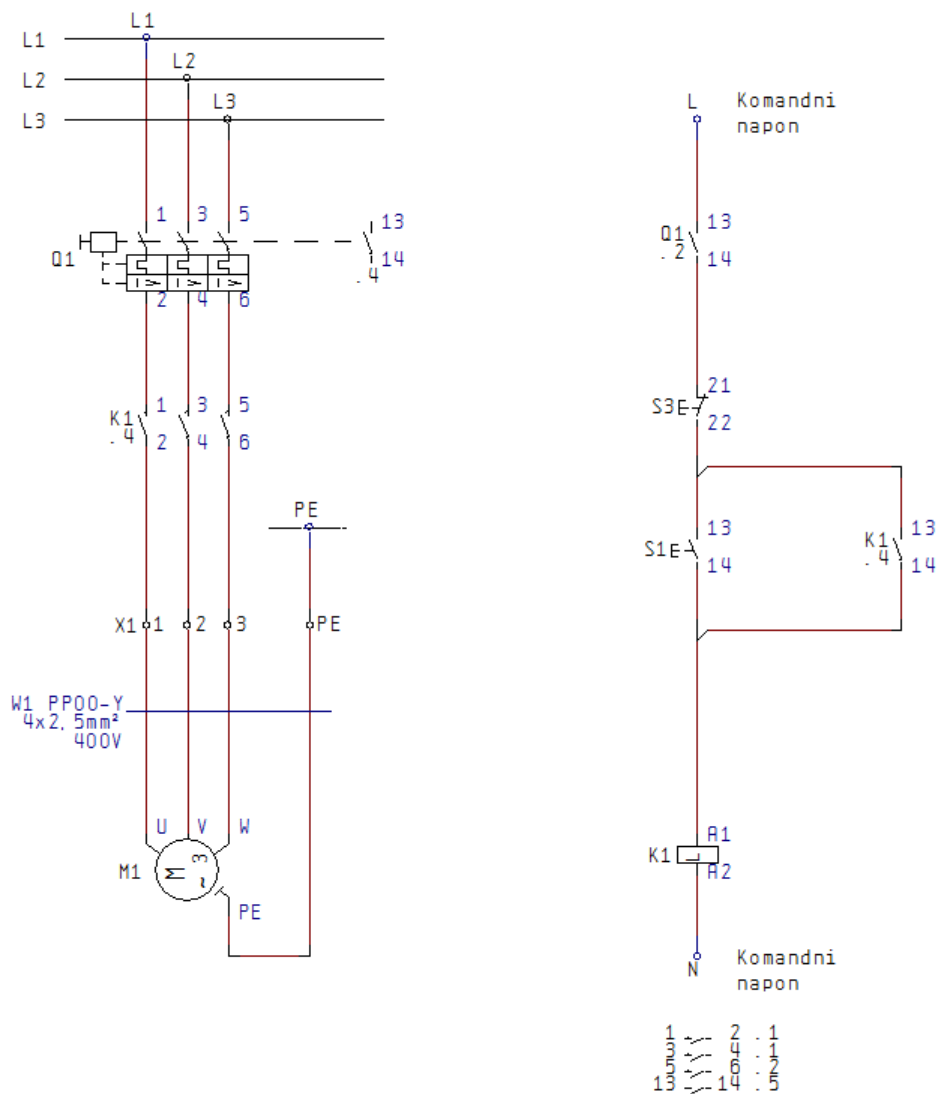 L1
L1
L2
L2
L3
L3
1 3 5 13
Q1
14
.4
2 4 6
1 3 5
K1
.4
2 4 6
PE
X1 1 2 3 PE
W1 PP00-Y
4x2,5mm²
400V
U V W
M1
M
~ 3
PE
L
Komandni
napon
13
Q1
.2
14
21
S3
22
13
S1
14
13
K1
.4
14
A1
K1
A2
N
Komandni
napon
1 2 .1
3 4 .1
5 6 .2
13 14 .5